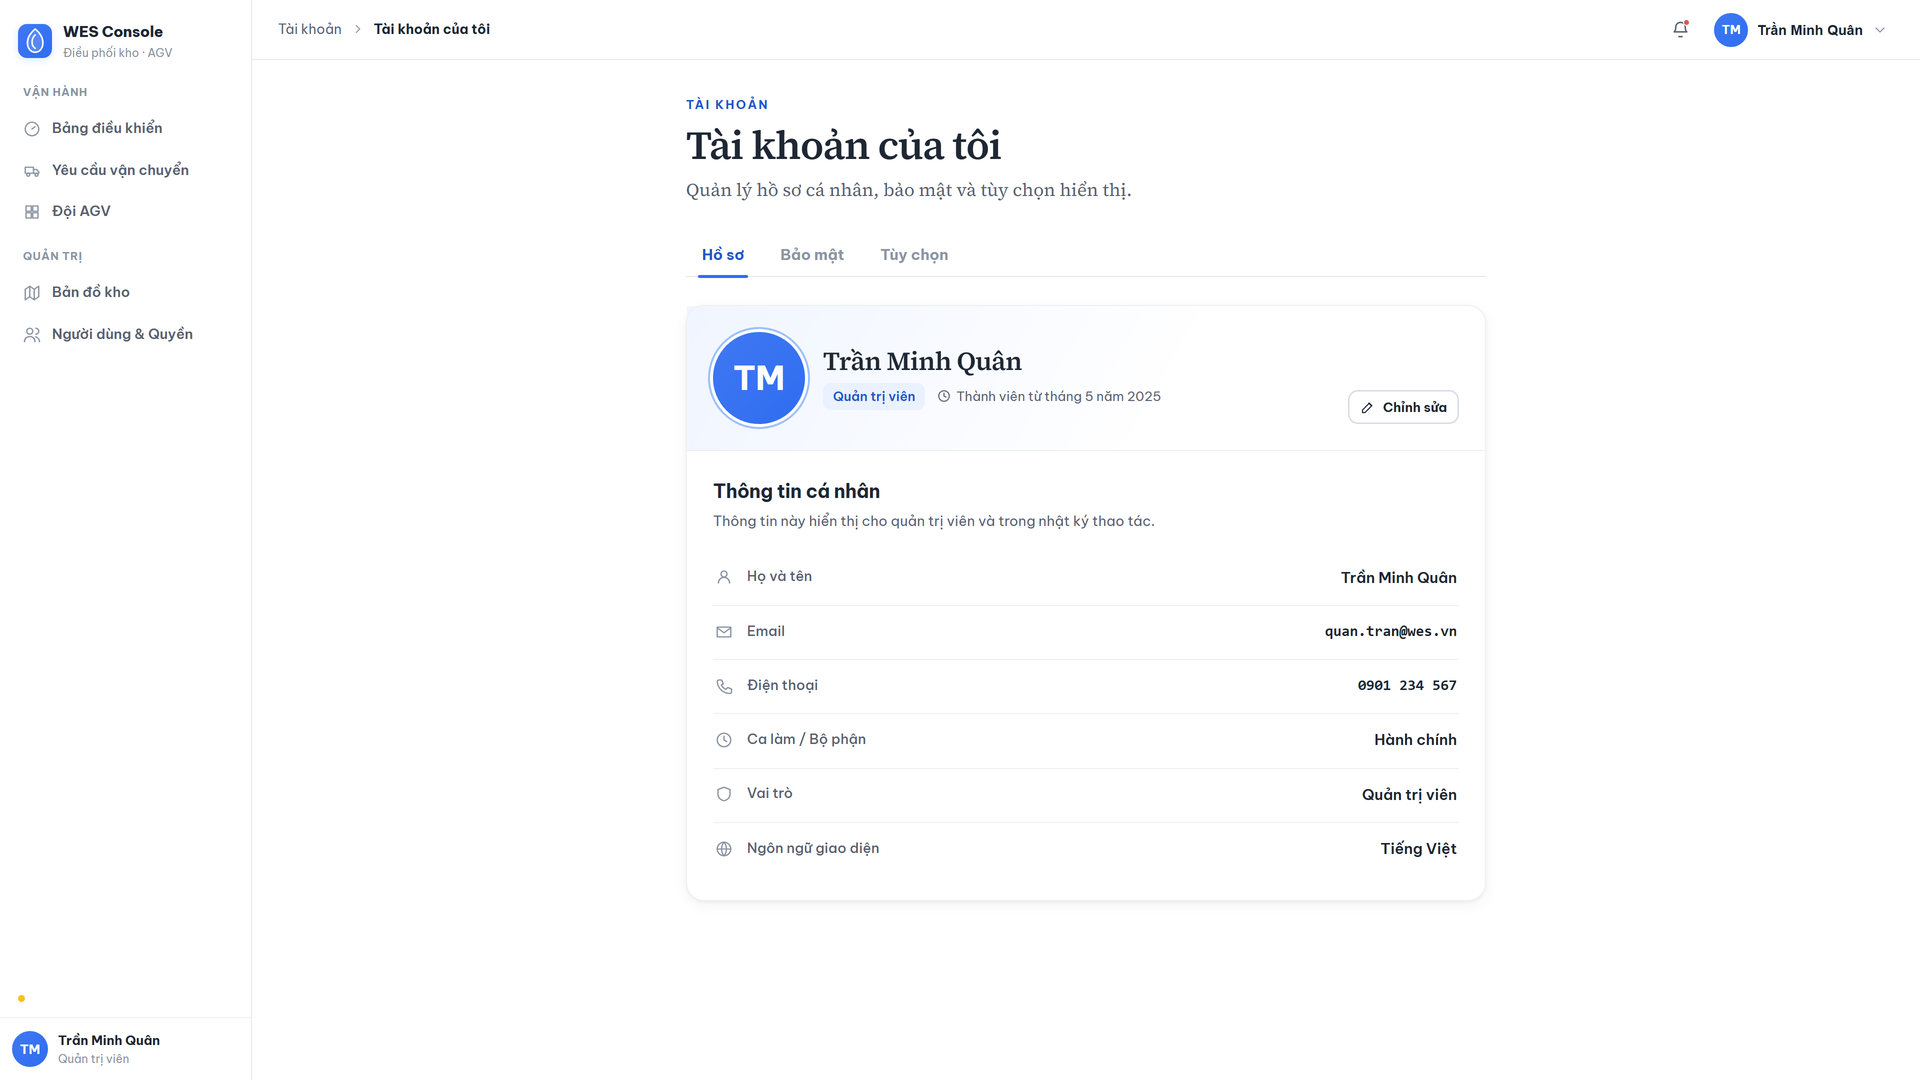 WES Console
Điều phối kho · AGV
VẬN HÀNH
Bảng điều khiển
Yêu cầu vận chuyển
Đội AGV
QUẢN TRỊ
Bản đồ kho
Người dùng & Quyền
TM
Trần Minh Quân
Quản trị viên
Tài khoản
Tài khoản của tôi
TM
Trần Minh Quân
TÀI KHOẢN
Tài khoản của tôi
Quản lý hồ sơ cá nhân, bảo mật và tùy chọn hiển thị.
Hồ sơ
Bảo mật
Tùy chọn
TM
Trần Minh Quân
Quản trị viên
Thành viên từ tháng 5 năm 2025
Chỉnh sửa
Thông tin cá nhân
Thông tin này hiển thị cho quản trị viên và trong nhật ký thao tác.
Họ và tên
Trần Minh Quân
Email
quan.tran@wes.vn
Điện thoại
0901 234 567
Ca làm / Bộ phận
Hành chính
Vai trò
Quản trị viên
Ngôn ngữ giao diện
Tiếng Việt